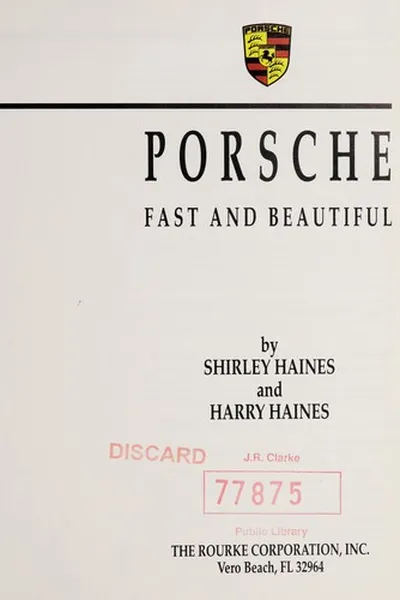 PORSCHE
PORSCHE
FAST AND BEAUTIFUL
by
SHIRLEY HAINES
and
HARRY HAINES
DISCARD
J.R. Clarke
77875
Public Library
THE ROURKE CORPORATION, INC.
Vero Beach, FL 32964